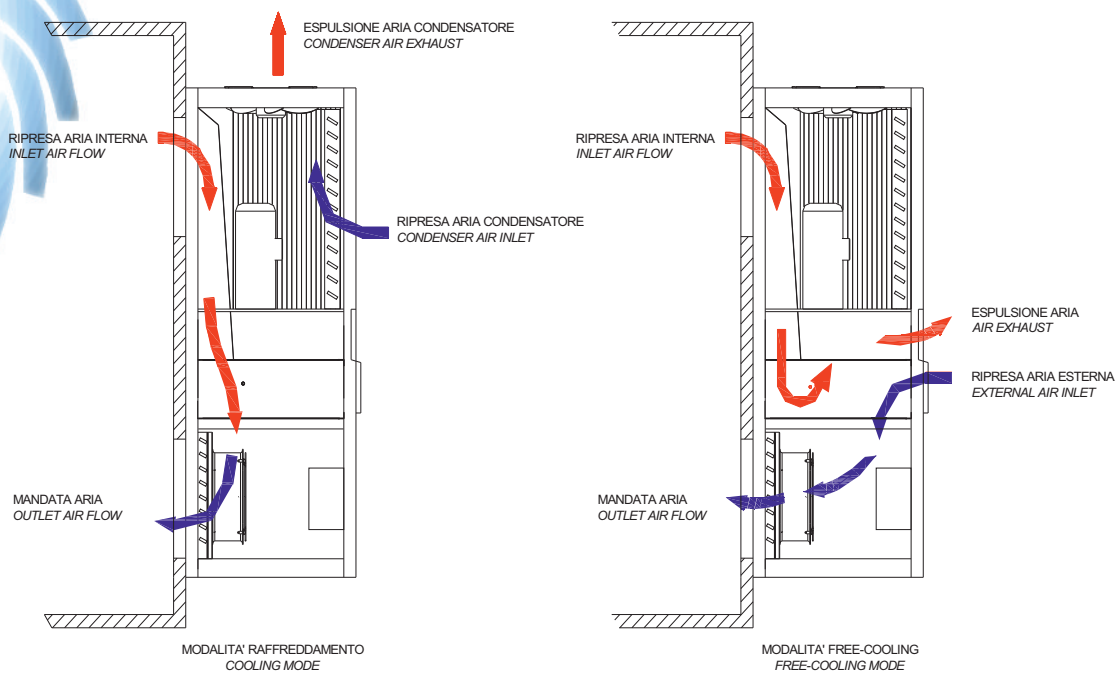 ESPULSIONE ARIA CONDENSATORE
CONDENSER AIR EXHAUST
RIPRESA ARIA INTERNA
INLET AIR FLOW
RIPRESA ARIA CONDENSATORE
CONDENSER AIR INLET
MANDATA ARIA
OUTLET AIR FLOW
MODALITA' RAFFREDDAMENTO
COOLING MODE
RIPRESA ARIA INTERNA
INLET AIR FLOW
ESPULSIONE ARIA
AIR EXHAUST
RIPRESA ARIA ESTERNA
EXTERNAL AIR INLET
MANDATA ARIA
OUTLET AIR FLOW
MODALITA' FREE-COOLING
FREE-COOLING MODE